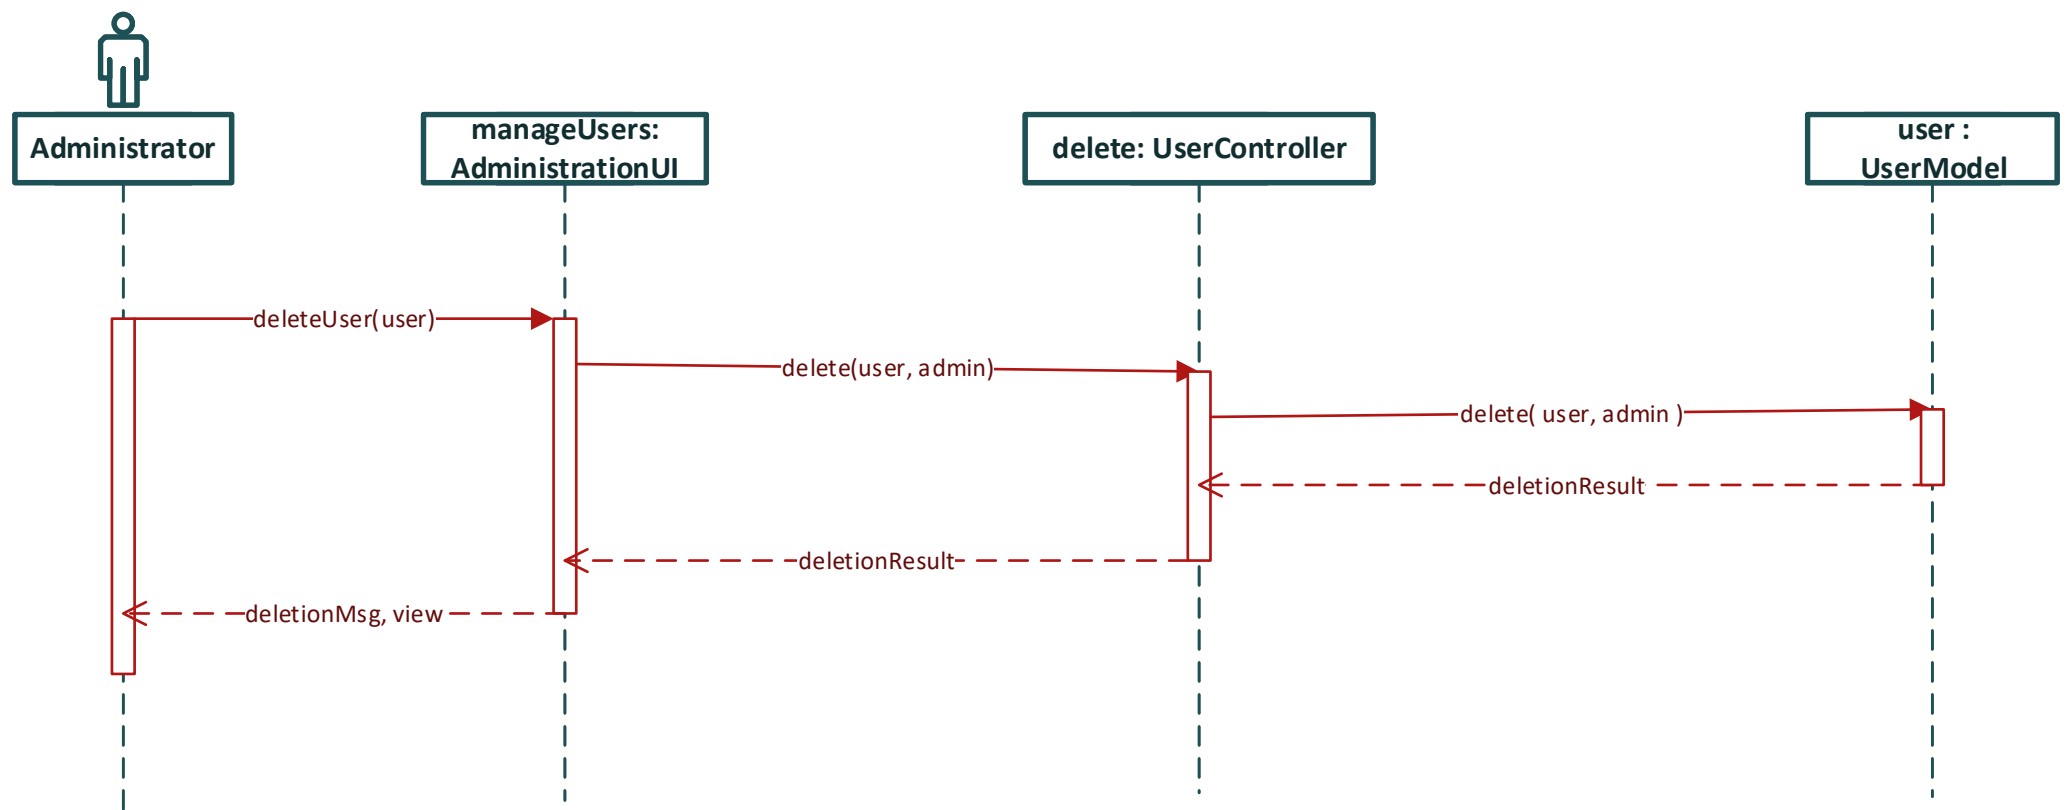 Administrator
manageUsers:
AdministrationUI
delete: UserController
user :
UserModel
deleteUser(user)
delete(user, admin)
delete( user, admin )
deletionResult
deletionResult
deletionMsg, view